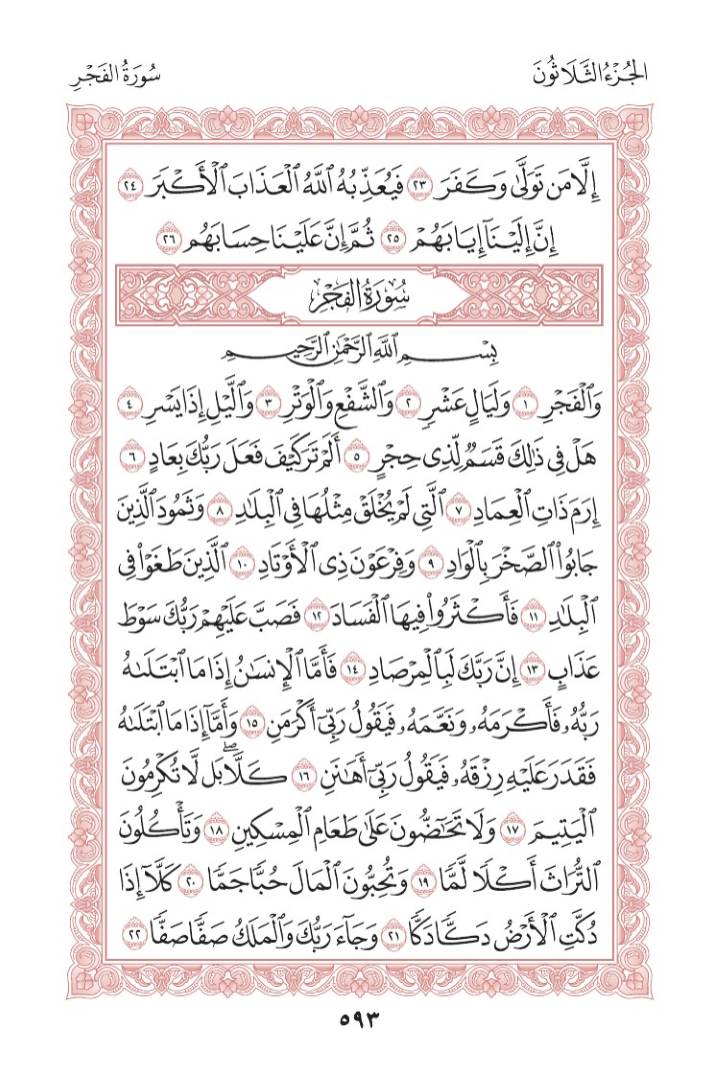 الجُزْءُ الثَّلَاثُونَ
سُورَةُ الفَجْرِ
إِلَّا مَن تَوَلَّىٰ وَكَفَرَ ٢٣ فَيُعَذِّبُهُ ٱللَّهُ ٱلْعَذَابَ ٱلْأَكْبَرَ ٢٤
إِنَّ إِلَيْنَآ إِيَابَهُمْ ٢٥ ثُمَّ إِنَّ عَلَيْنَا حِسَابَهُم ٢٦
سُورَةُ الفَجْرِ
بِسْمِ ٱللَّهِ ٱلرَّحْمَٰنِ ٱلرَّحِيمِ
وَٱلْفَجْرِ ١ وَلَيَالٍ عَشْرٍ ٢ وَٱلشَّفْعِ وَٱلْوَتْرِ ٣ وَٱلَّيْلِ إِذَا يَسْرِ ٤
هَلْ فِي ذَٰلِكَ قَسَمٌ لِّذِي حِجْرٍ ٥ أَلَمْ تَرَ كَيْفَ فَعَلَ رَبُّكَ بِعَادٍ ٦
إِرَمَ ذَاتِ ٱلْعِمَادِ ٧ ٱلَّتِي لَمْ يُخْلَقْ مِثْلُهَا فِي ٱلْبِلَٰدِ ٨ وَثَمُودَ ٱلَّذِينَ
جَابُوا۟ ٱلصَّخْرَ بِٱلْوَادِ ٩ وَفِرْعَوْنَ ذِي ٱلْأَوْتَادِ ١٠ ٱلَّذِينَ طَغَوْا۟ فِي
ٱلْبِلَٰدِ ١١ فَأَكْثَرُوا۟ فِيهَا ٱلْفَسَادَ ١٢ فَصَبَّ عَلَيْهِمْ رَبُّكَ سَوْطَ
عَذَابٍ ١٣ إِنَّ رَبَّكَ لَبِٱلْمِرْصَادِ ١٤ فَأَمَّا ٱلْإِنسَٰنُ إِذَا مَا ٱبْتَلَىٰهُ
رَبُّهُۥ فَأَكْرَمَهُۥ وَنَعَّمَهُۥ فَيَقُولُ رَبِّيٓ أَكْرَمَنِ ١٥ وَأَمَّآ إِذَا مَا ٱبْتَلَىٰهُ
فَقَدَرَ عَلَيْهِ رِزْقَهُۥ فَيَقُولُ رَبِّيٓ أَهَٰنَنِ ١٦ كَلَّاۖ بَل لَّا تُكْرِمُونَ
ٱلْيَتِيمَ ١٧ وَلَا تَحَٰٓضُّونَ عَلَىٰ طَعَامِ ٱلْمِسْكِينِ ١٨ وَتَأْكُلُونَ
ٱلتُّرَاثَ أَكْلًا لَّمًّا ١٩ وَتُحِبُّونَ ٱلْمَالَ حُبًّا جَمًّا ٢٠ كَلَّآ إِذَا
دُكَّتِ ٱلْأَرْضُ دَكًّا دَكًّا ٢١ وَجَآءَ رَبُّكَ وَٱلْمَلَكُ صَفًّا صَفًّا ٢٢
٥٩٣